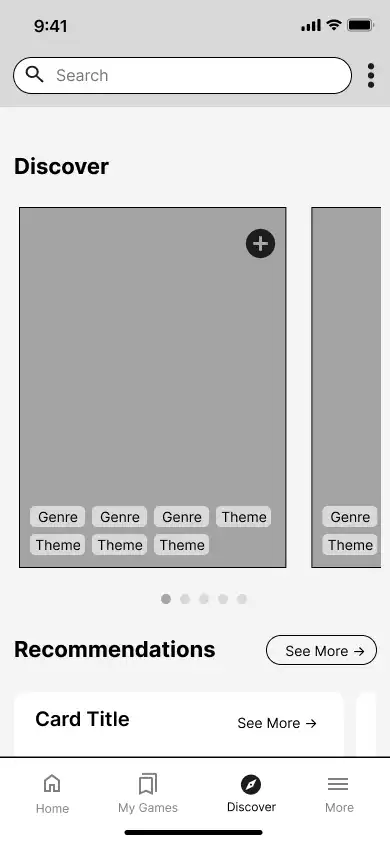 9:41
Search
Discover
Genre Genre Genre Theme
Theme Theme Theme
Genre
Theme
Recommendations
See More →
Card Title
See More →
Home
My Games
Discover
More